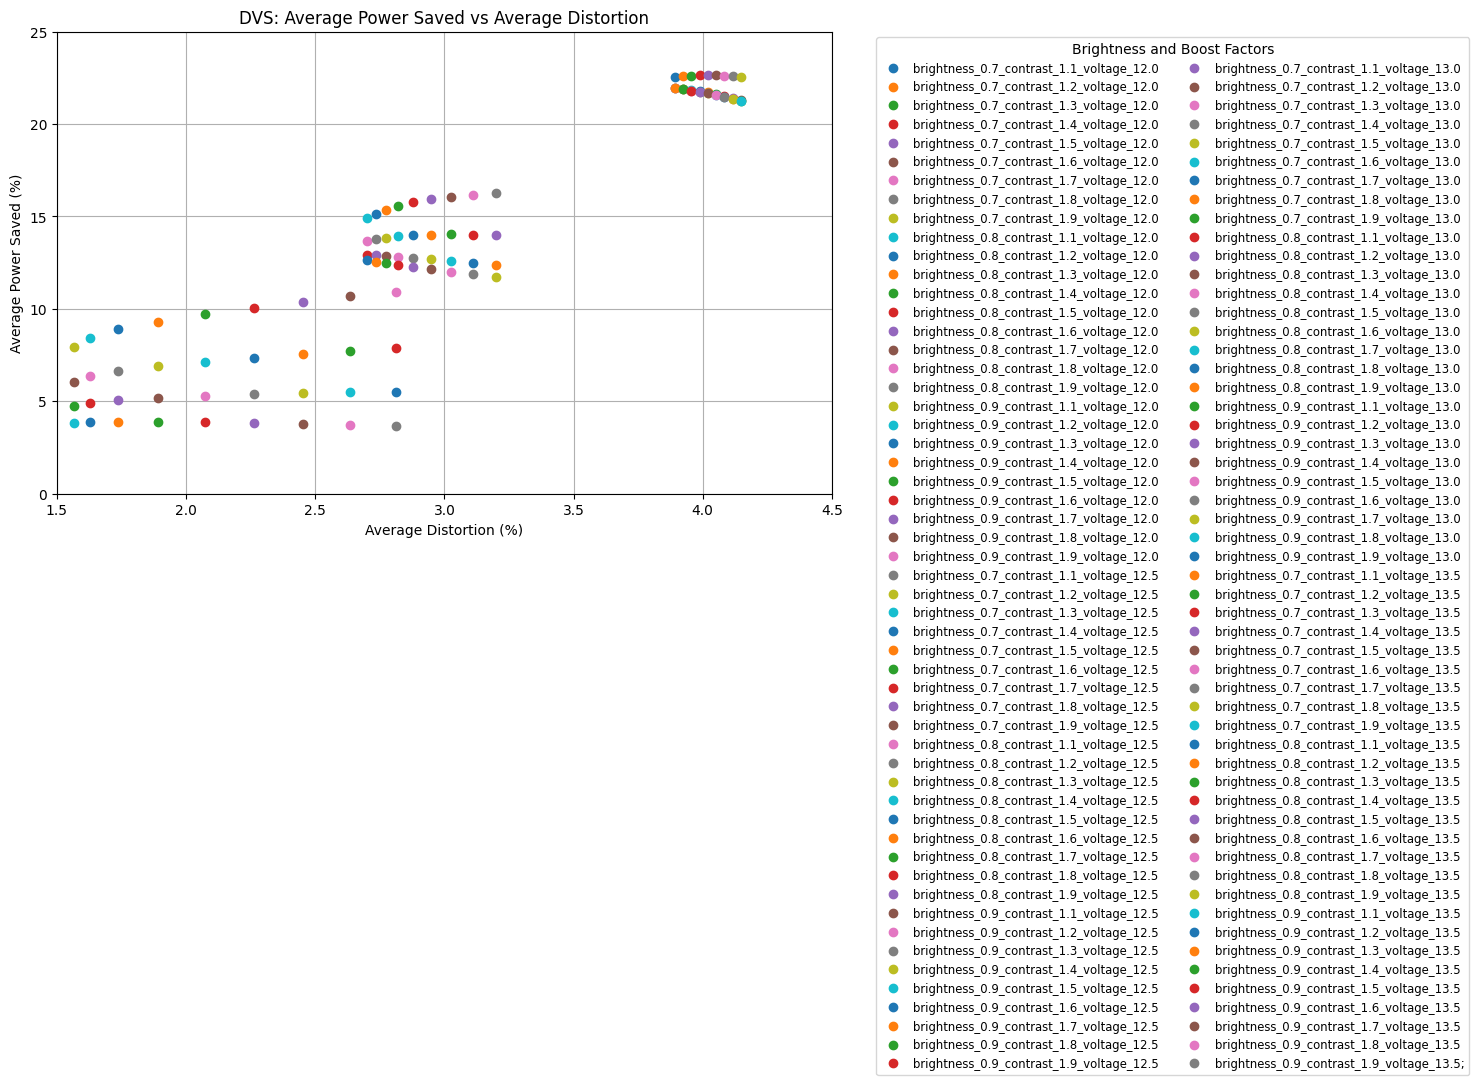 DVS: Average Power Saved vs Average Distortion
25
20
15
10
5
0
Average Power Saved (%)
1.5 2.0 2.5 3.0 3.5 4.0 4.5
Average Distortion (%)
Brightness and Boost Factors
brightness_0.7_contrast_1.1_voltage_12.0
brightness_0.7_contrast_1.2_voltage_12.0
brightness_0.7_contrast_1.3_voltage_12.0
brightness_0.7_contrast_1.4_voltage_12.0
brightness_0.7_contrast_1.5_voltage_12.0
brightness_0.7_contrast_1.6_voltage_12.0
brightness_0.7_contrast_1.7_voltage_12.0
brightness_0.7_contrast_1.8_voltage_12.0
brightness_0.7_contrast_1.9_voltage_12.0
brightness_0.8_contrast_1.1_voltage_12.0
brightness_0.8_contrast_1.2_voltage_12.0
brightness_0.8_contrast_1.3_voltage_12.0
brightness_0.8_contrast_1.4_voltage_12.0
brightness_0.8_contrast_1.5_voltage_12.0
brightness_0.8_contrast_1.6_voltage_12.0
brightness_0.8_contrast_1.7_voltage_12.0
brightness_0.8_contrast_1.8_voltage_12.0
brightness_0.8_contrast_1.9_voltage_12.0
brightness_0.9_contrast_1.1_voltage_12.0
brightness_0.9_contrast_1.2_voltage_12.0
brightness_0.9_contrast_1.3_voltage_12.0
brightness_0.9_contrast_1.4_voltage_12.0
brightness_0.9_contrast_1.5_voltage_12.0
brightness_0.9_contrast_1.6_voltage_12.0
brightness_0.9_contrast_1.7_voltage_12.0
brightness_0.9_contrast_1.8_voltage_12.0
brightness_0.9_contrast_1.9_voltage_12.0
brightness_0.7_contrast_1.1_voltage_12.5
brightness_0.7_contrast_1.2_voltage_12.5
brightness_0.7_contrast_1.3_voltage_12.5
brightness_0.7_contrast_1.4_voltage_12.5
brightness_0.7_contrast_1.5_voltage_12.5
brightness_0.7_contrast_1.6_voltage_12.5
brightness_0.7_contrast_1.7_voltage_12.5
brightness_0.7_contrast_1.8_voltage_12.5
brightness_0.7_contrast_1.9_voltage_12.5
brightness_0.8_contrast_1.1_voltage_12.5
brightness_0.8_contrast_1.2_voltage_12.5
brightness_0.8_contrast_1.3_voltage_12.5
brightness_0.8_contrast_1.4_voltage_12.5
brightness_0.8_contrast_1.5_voltage_12.5
brightness_0.8_contrast_1.6_voltage_12.5
brightness_0.8_contrast_1.7_voltage_12.5
brightness_0.8_contrast_1.8_voltage_12.5
brightness_0.8_contrast_1.9_voltage_12.5
brightness_0.9_contrast_1.1_voltage_12.5
brightness_0.9_contrast_1.2_voltage_12.5
brightness_0.9_contrast_1.3_voltage_12.5
brightness_0.9_contrast_1.4_voltage_12.5
brightness_0.9_contrast_1.5_voltage_12.5
brightness_0.9_contrast_1.6_voltage_12.5
brightness_0.9_contrast_1.7_voltage_12.5
brightness_0.9_contrast_1.8_voltage_12.5
brightness_0.9_contrast_1.9_voltage_12.5
brightness_0.7_contrast_1.1_voltage_13.0
brightness_0.7_contrast_1.2_voltage_13.0
brightness_0.7_contrast_1.3_voltage_13.0
brightness_0.7_contrast_1.4_voltage_13.0
brightness_0.7_contrast_1.5_voltage_13.0
brightness_0.7_contrast_1.6_voltage_13.0
brightness_0.7_contrast_1.7_voltage_13.0
brightness_0.7_contrast_1.8_voltage_13.0
brightness_0.7_contrast_1.9_voltage_13.0
brightness_0.8_contrast_1.1_voltage_13.0
brightness_0.8_contrast_1.2_voltage_13.0
brightness_0.8_contrast_1.3_voltage_13.0
brightness_0.8_contrast_1.4_voltage_13.0
brightness_0.8_contrast_1.5_voltage_13.0
brightness_0.8_contrast_1.6_voltage_13.0
brightness_0.8_contrast_1.7_voltage_13.0
brightness_0.8_contrast_1.8_voltage_13.0
brightness_0.8_contrast_1.9_voltage_13.0
brightness_0.9_contrast_1.1_voltage_13.0
brightness_0.9_contrast_1.2_voltage_13.0
brightness_0.9_contrast_1.3_voltage_13.0
brightness_0.9_contrast_1.4_voltage_13.0
brightness_0.9_contrast_1.5_voltage_13.0
brightness_0.9_contrast_1.6_voltage_13.0
brightness_0.9_contrast_1.7_voltage_13.0
brightness_0.9_contrast_1.8_voltage_13.0
brightness_0.9_contrast_1.9_voltage_13.0
brightness_0.7_contrast_1.1_voltage_13.5
brightness_0.7_contrast_1.2_voltage_13.5
brightness_0.7_contrast_1.3_voltage_13.5
brightness_0.7_contrast_1.4_voltage_13.5
brightness_0.7_contrast_1.5_voltage_13.5
brightness_0.7_contrast_1.6_voltage_13.5
brightness_0.7_contrast_1.7_voltage_13.5
brightness_0.7_contrast_1.8_voltage_13.5
brightness_0.7_contrast_1.9_voltage_13.5
brightness_0.8_contrast_1.1_voltage_13.5
brightness_0.8_contrast_1.2_voltage_13.5
brightness_0.8_contrast_1.3_voltage_13.5
brightness_0.8_contrast_1.4_voltage_13.5
brightness_0.8_contrast_1.5_voltage_13.5
brightness_0.8_contrast_1.6_voltage_13.5
brightness_0.8_contrast_1.7_voltage_13.5
brightness_0.8_contrast_1.8_voltage_13.5
brightness_0.8_contrast_1.9_voltage_13.5
brightness_0.9_contrast_1.1_voltage_13.5
brightness_0.9_contrast_1.2_voltage_13.5
brightness_0.9_contrast_1.3_voltage_13.5
brightness_0.9_contrast_1.4_voltage_13.5
brightness_0.9_contrast_1.5_voltage_13.5
brightness_0.9_contrast_1.6_voltage_13.5
brightness_0.9_contrast_1.7_voltage_13.5
brightness_0.9_contrast_1.8_voltage_13.5
brightness_0.9_contrast_1.9_voltage_13.5;